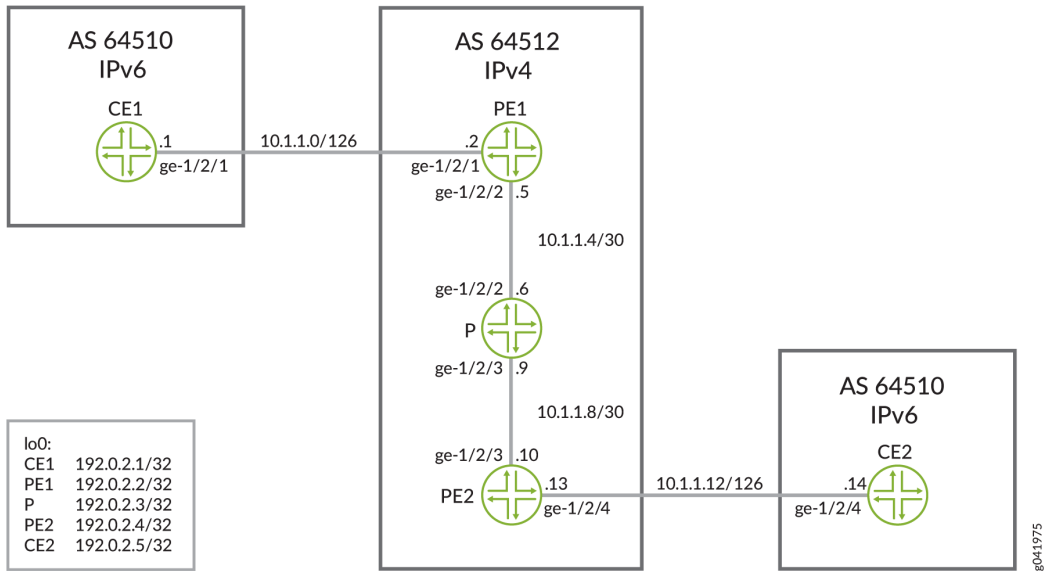 AS 64510
IPv6
CE1
.1
ge-1/2/1
10.1.1.0/126
AS 64512
IPv4
PE1
.2
ge-1/2/1
ge-1/2/2 .5
10.1.1.4/30
ge-1/2/2 .6
P
ge-1/2/3 .9
10.1.1.8/30
ge-1/2/3 .10
PE2
.13
ge-1/2/4
10.1.1.12/126
AS 64510
IPv6
CE2
.14
ge-1/2/4
lo0:
CE1 192.0.2.1/32
PE1 192.0.2.2/32
P 192.0.2.3/32
PE2 192.0.2.4/32
CE2 192.0.2.5/32
g041975